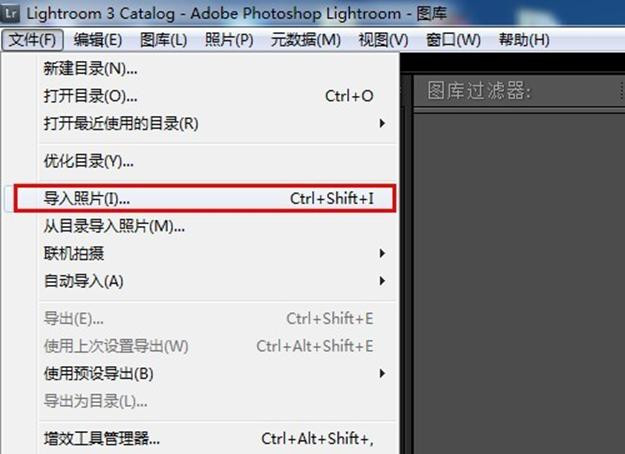 Lr Lightroom 3 Catalog - Adobe Photoshop Lightroom - 图库
文件(F) 编辑(E) 图库(L) 照片(P) 元数据(M) 视图(V) 窗口(W) 帮助(H)
新建目录(N)...
打开目录(O)... Ctrl+O
图库过滤器:
打开最近使用的目录(R)
优化目录(Y)...
导入照片(I)... Ctrl+Shift+I
从目录导入照片(M)...
联机拍摄
自动导入(A)
导出(E)... Ctrl+Shift+E
使用上次设置导出(W) Ctrl+Alt+Shift+E
使用预设导出(B)
导出为目录(L)...
增效工具管理器... Ctrl+Alt+Shift+,